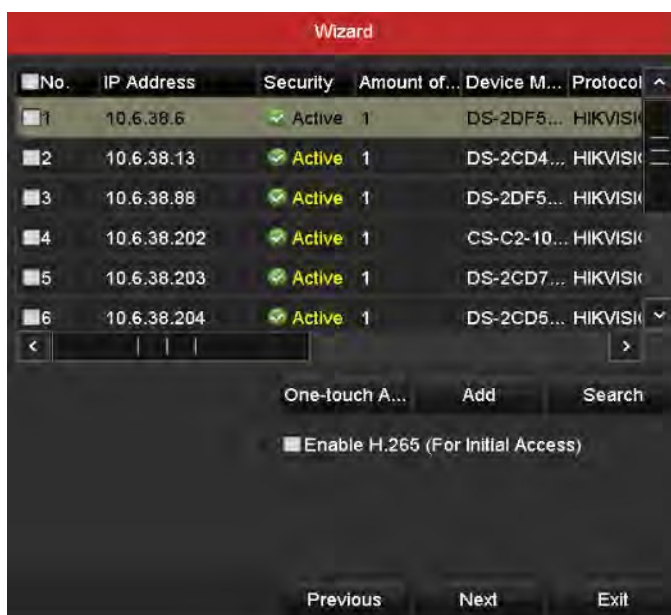 Wizard
No. IP Address Security Amount of... Device M... Protocol
1 10.6.38.6 Active 1 DS-2DF5... HIKVISI
2 10.6.38.13 Active 1 DS-2CD4... HIKVISI
3 10.6.38.88 Active 1 DS-2DF5... HIKVISI
4 10.6.38.202 Active 1 CS-C2-10... HIKVISI
5 10.6.38.203 Active 1 DS-2CD7... HIKVISI
6 10.6.38.204 Active 1 DS-2CD5... HIKVISI
One-touch A... Add Search
Enable H.265 (For Initial Access)
Previous Next Exit